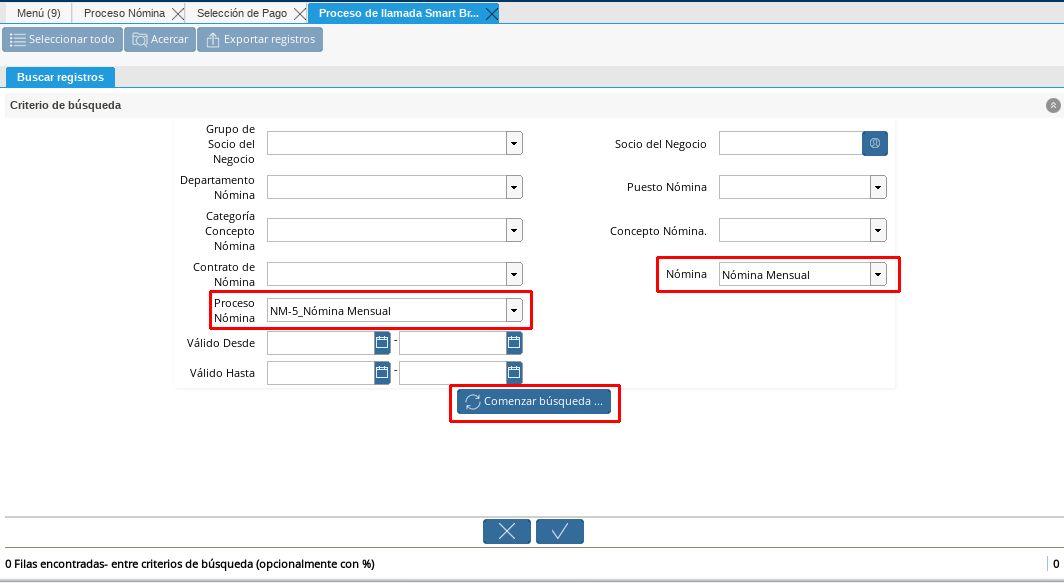 Menú (9)
Proceso Nómina
Selección de Pago
Proceso de llamada Smart Br...
Seleccionar todo
Acercar
Exportar registros
Buscar registros
Criterio de búsqueda
Grupo de
Socio del
Negocio
Socio del Negocio
Departamento
Nómina
Puesto Nómina
Categoría
Concepto
Nómina
Concepto Nómina.
Contrato de
Nómina
Nómina
Nómina Mensual
Proceso
Nómina
NM-5_Nómina Mensual
Válido Desde
-
Válido Hasta
-
Comenzar búsqueda ...
0 Filas encontradas- entre criterios de búsqueda (opcionalmente con %)
0